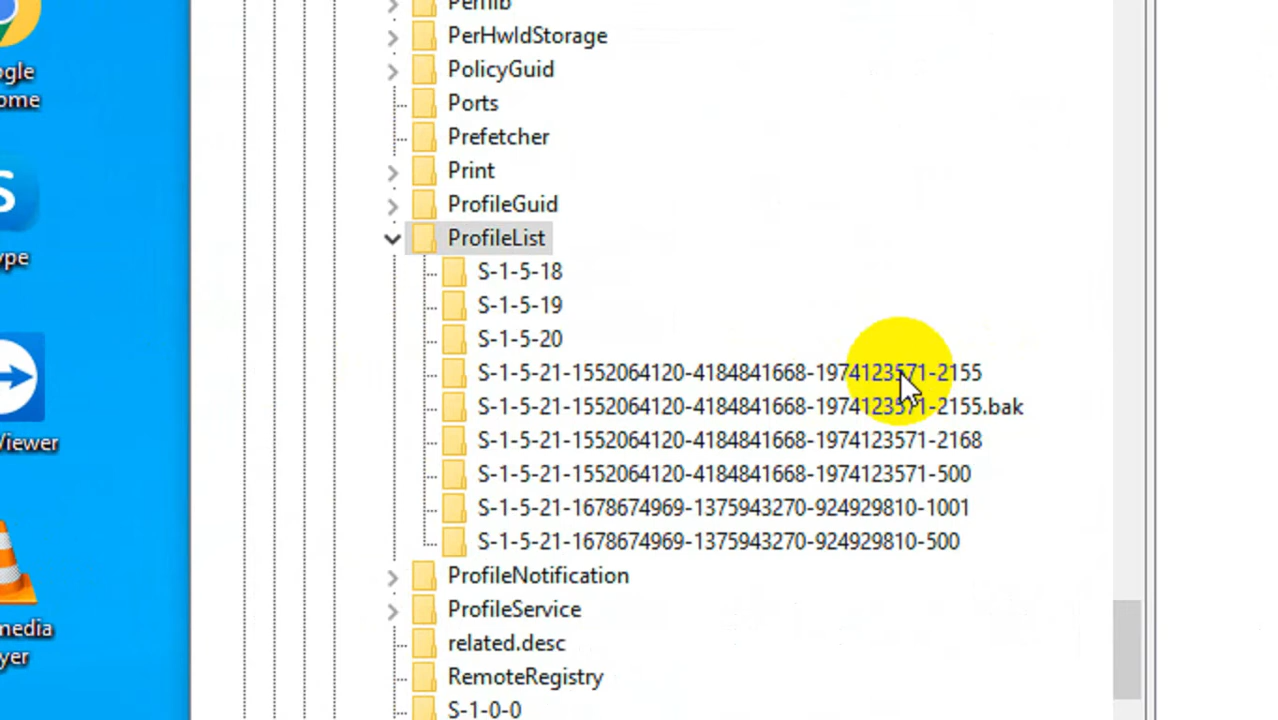 Perflib
PerHwIdStorage
PolicyGuid
Ports
Prefetcher
Print
ProfileGuid
ProfileList
S-1-5-18
S-1-5-19
S-1-5-20
S-1-5-21-1552064120-4184841668-1974123571-2155
S-1-5-21-1552064120-4184841668-1974123571-2155.bak
S-1-5-21-1552064120-4184841668-1974123571-2168
S-1-5-21-1552064120-4184841668-1974123571-500
S-1-5-21-1678674969-1375943270-924929810-1001
S-1-5-21-1678674969-1375943270-924929810-500
ProfileNotification
ProfileService
related.desc
RemoteRegistry
S-1-0-0
ogle
ome
S
ype
Viewer
media
yer